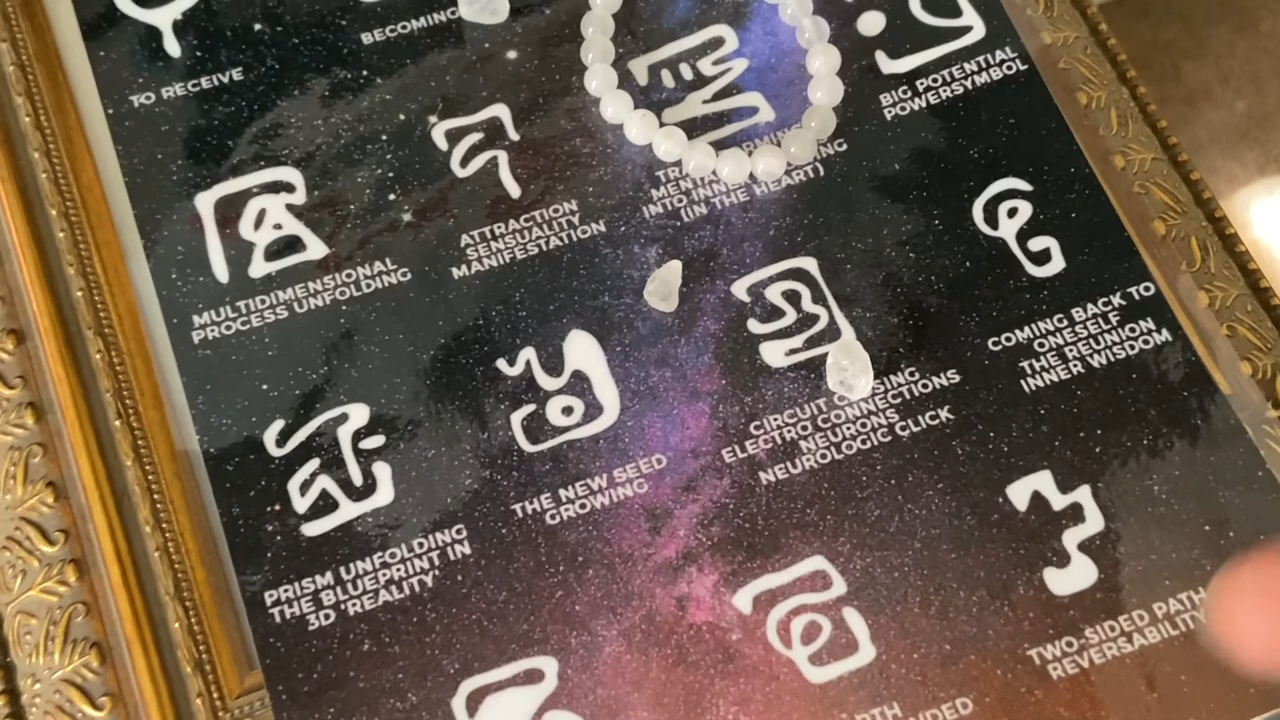 TO RECEIVE
BECOMING
BIG POTENTIAL
POWERSYMBOL
MULTIDIMENSIONAL
PROCESS UNFOLDING
ATTRACTION
SENSUALITY
MANIFESTATION
INTO
(IN THE HEART)
COMING BACK TO
ONESELF
THE REUNION
INNER WISDOM
PRISM UNFOLDING
THE BLUEPRINT IN
3D 'REALITY'
THE NEW SEED
GROWING
CIRCUIT
ELECTRO CONNECTIONS
NEURONS
NEUROLOGIC CLICK
TWO-SIDED PATH
REVERSABILITY